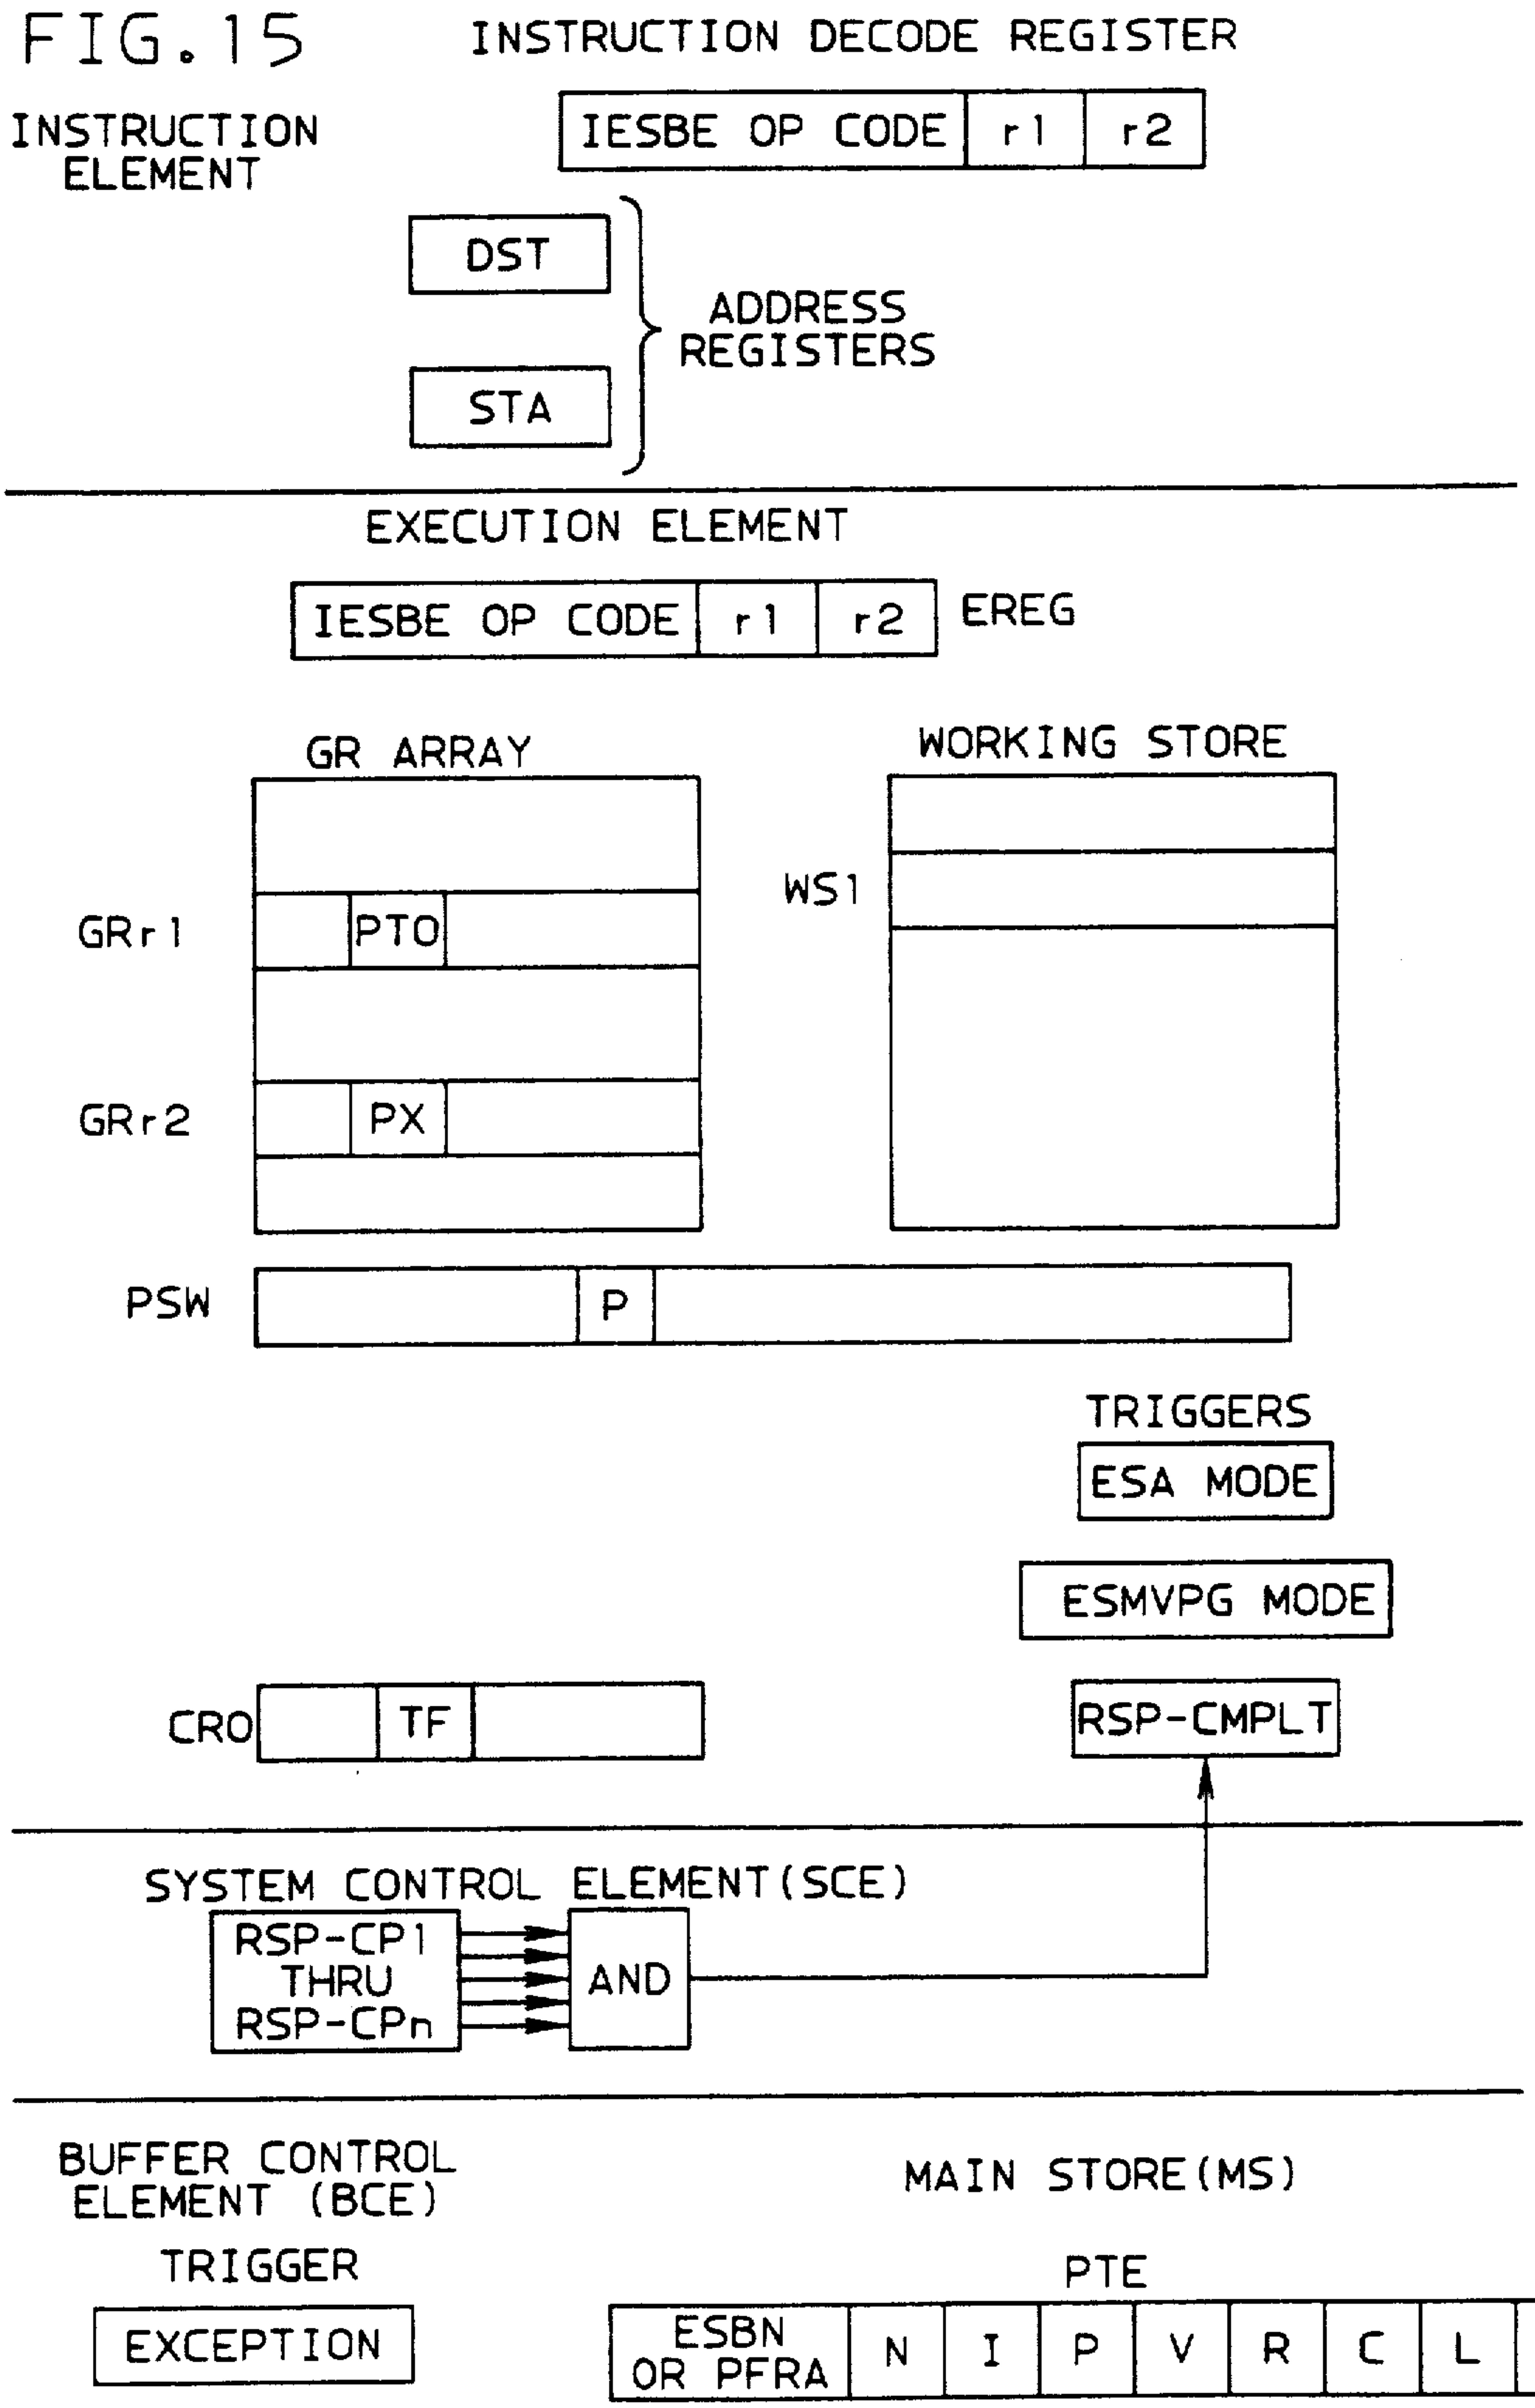 FIG.15
INSTRUCTION DECODE REGISTER
INSTRUCTION
ELEMENT
IESBE OP CODE r1 r2
DST
ADDRESS
REGISTERS
STA
EXECUTION ELEMENT
IESBE OP CODE r1 r2 EREG
GR ARRAY
WORKING STORE
WS1
GRr1 PTO
GRr2 PX
PSW P
TRIGGERS
ESA MODE
ESMVPG MODE
CRO TF
RSP-CMPLT
SYSTEM CONTROL ELEMENT(SCE)
RSP-CP1
THRU
RSP-CPn
AND
BUFFER CONTROL
ELEMENT (BCE)
MAIN STORE(MS)
TRIGGER
PTE
EXCEPTION
ESBN
OR PFRA
N I P V R C L